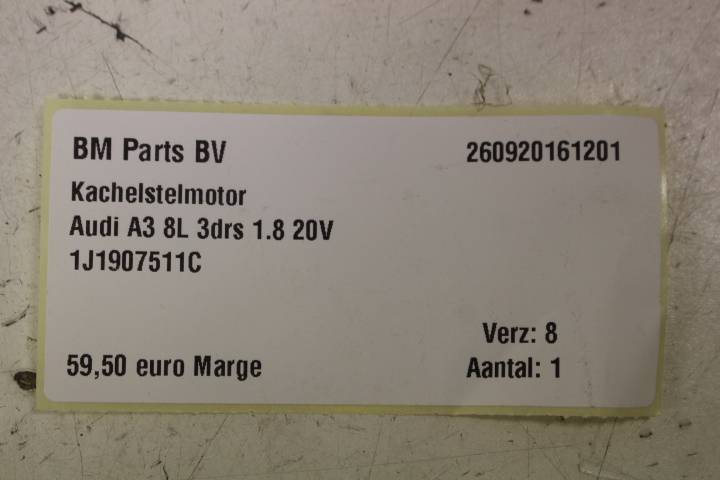 BM Parts BV 260920161201
Kachelstelmotor
Audi A3 8L 3drs 1.8 20V
1J1907511C
Verz: 8
59,50 euro Marge Aantal: 1